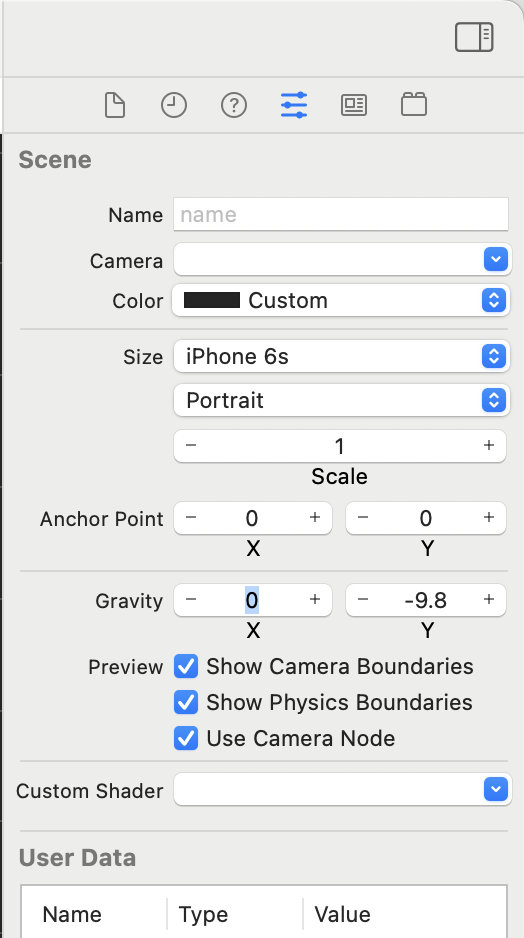 Scene
Name name
Camera
Color Custom
Size iPhone 6s
Portrait
− 1 +
Scale
Anchor Point − 0 + − 0 +
X Y
Gravity − 0 + − -9.8 +
X Y
Preview Show Camera Boundaries
Show Physics Boundaries
Use Camera Node
Custom Shader
User Data
Name Type Value